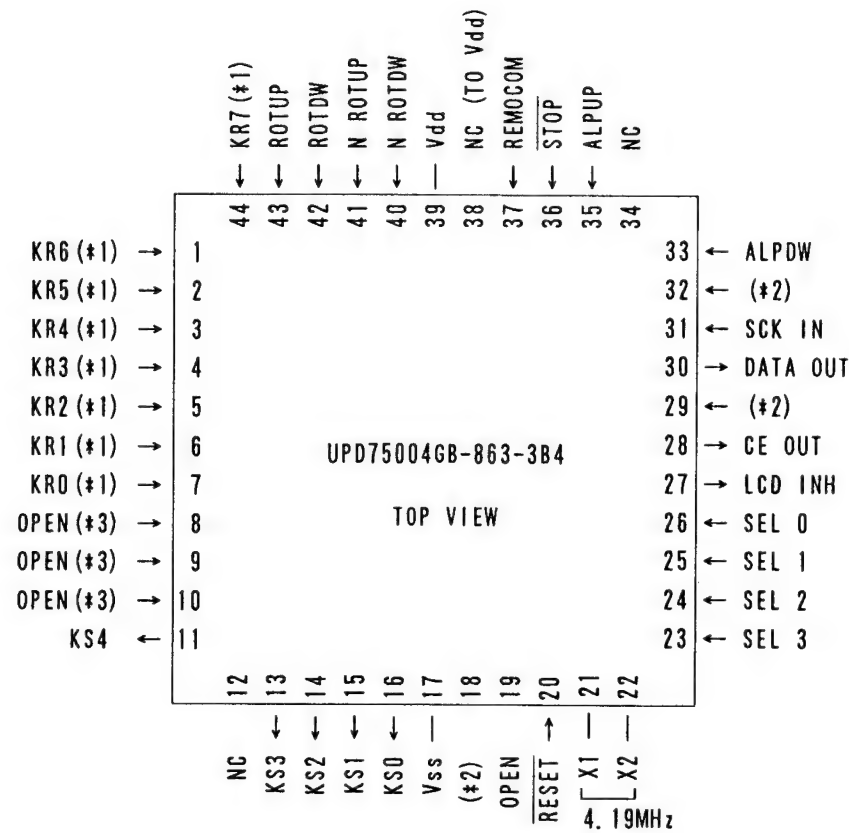 KR7(*1)
ROTUP
ROTDW
N ROTUP
N ROTDW
Vdd
NC (TO Vdd)
REMOCOM
STOP
ALPUP
NC
↓ ↓ ↓ ↓ ↓ — ↓ ↓ ↓
44 43 42 41 40 39 38 37 36 35 34
KR6(*1) → 1
KR5(*1) → 2
KR4(*1) → 3
KR3(*1) → 4
KR2(*1) → 5
KR1(*1) → 6
KR0(*1) → 7
OPEN(*3) → 8
OPEN(*3) → 9
OPEN(*3) → 10
KS4 ← 11
UPD75004GB-863-3B4
TOP VIEW
33 ← ALPDW
32 ← (*2)
31 ← SCK IN
30 → DATA OUT
29 ← (*2)
28 → CE OUT
27 → LCD INH
26 ← SEL 0
25 ← SEL 1
24 ← SEL 2
23 ← SEL 3
12 13 14 15 16 17 18 19 20 21 22
NC
KS3
KS2
KS1
KS0
Vss
(*2)
OPEN
RESET
X1
X2
4.19MHz